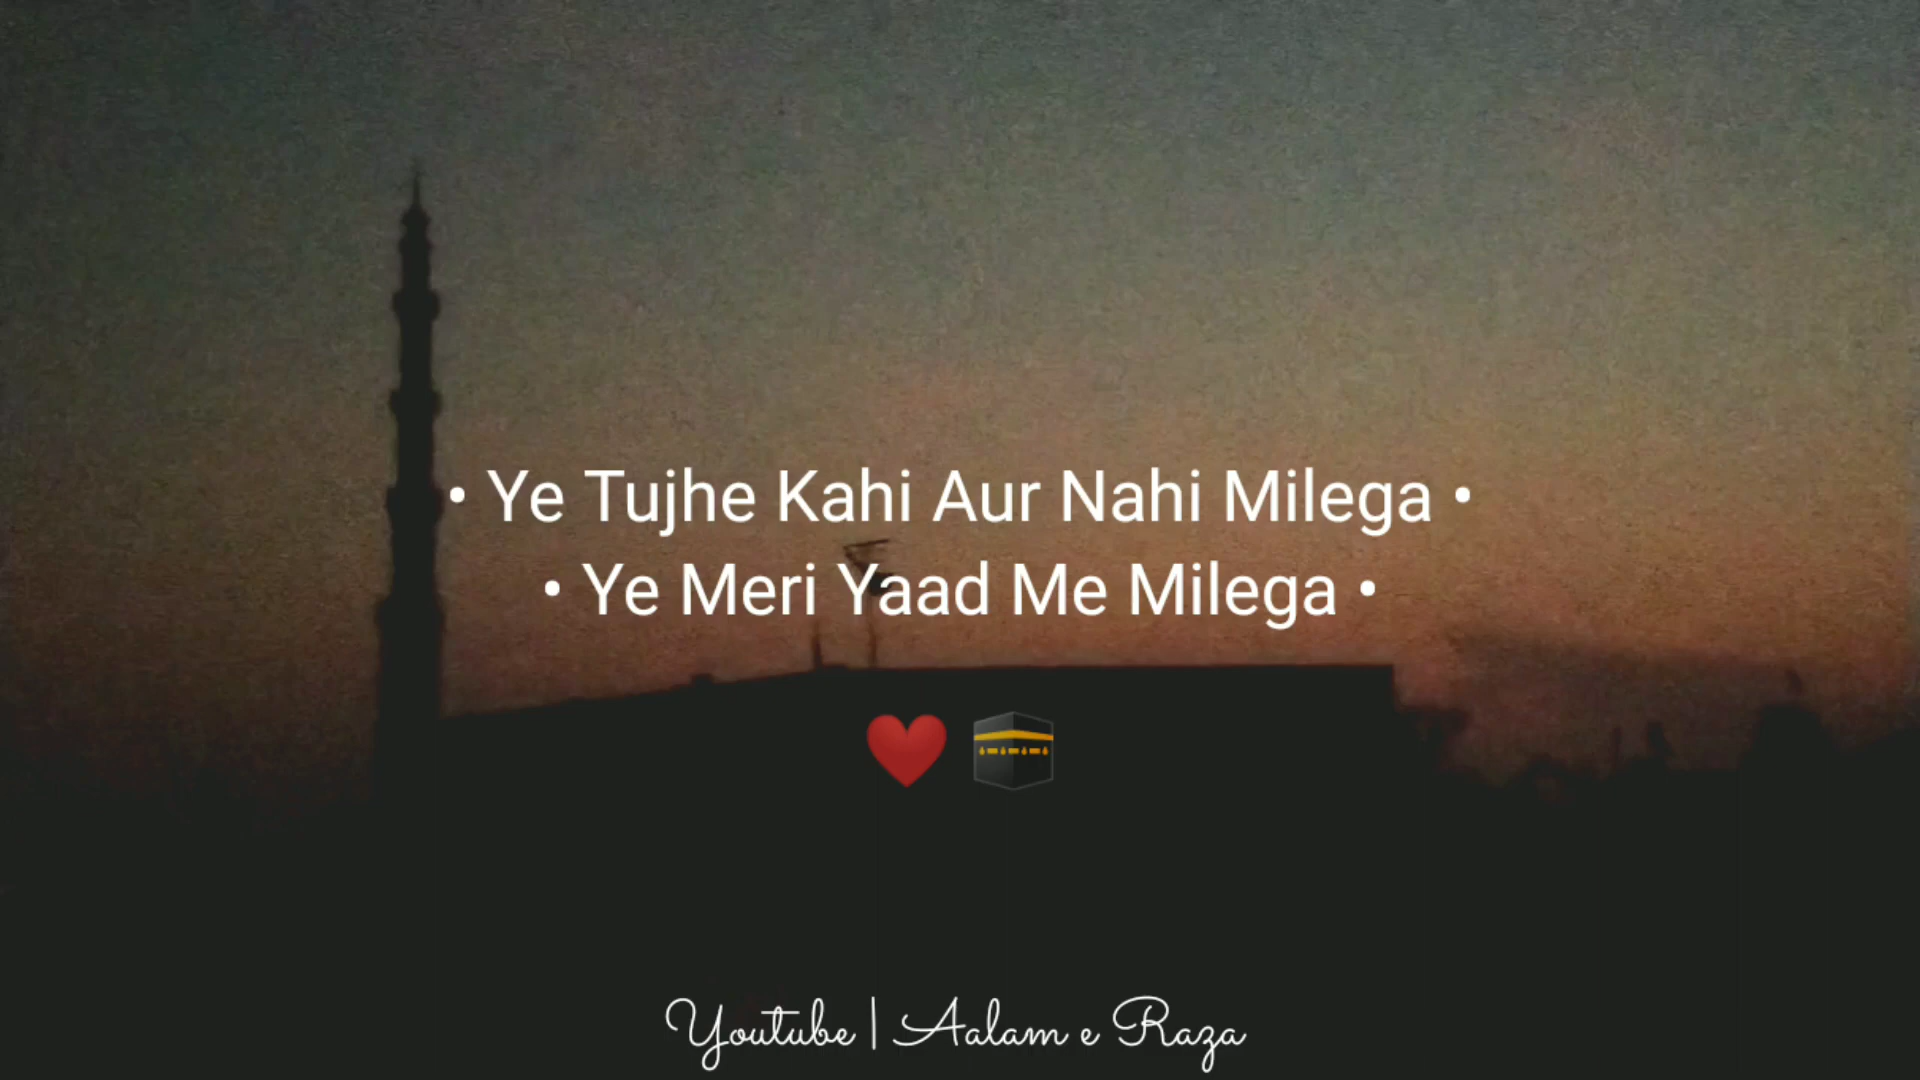 • Ye Tujhe Kahi Aur Nahi Milega •
• Ye Meri Yaad Me Milega •
❤️ 🕋
Youtube | Aalam e Raza